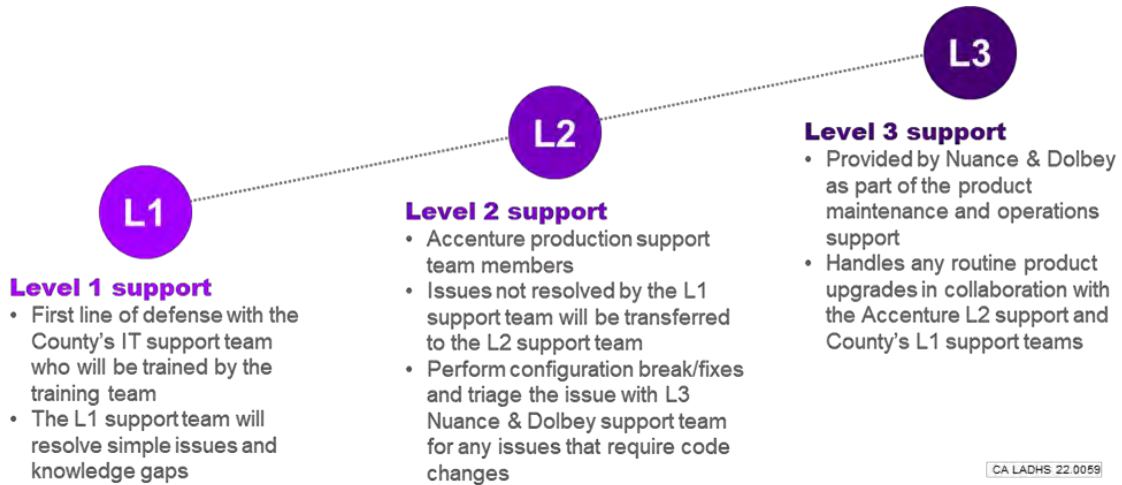 L1
Level 1 support
• First line of defense with the
County's IT support team
who will be trained by the
training team
• The L1 support team will
resolve simple issues and
knowledge gaps
L2
Level 2 support
• Accenture production support
team members
• Issues not resolved by the L1
support team will be transferred
to the L2 support team
• Perform configuration break/fixes
and triage the issue with L3
Nuance & Dolbey support team
for any issues that require code
changes
L3
Level 3 support
• Provided by Nuance & Dolbey
as part of the product
maintenance and operations
support
• Handles any routine product
upgrades in collaboration with
the Accenture L2 support and
County's L1 support teams
CA LADHS 22.0059